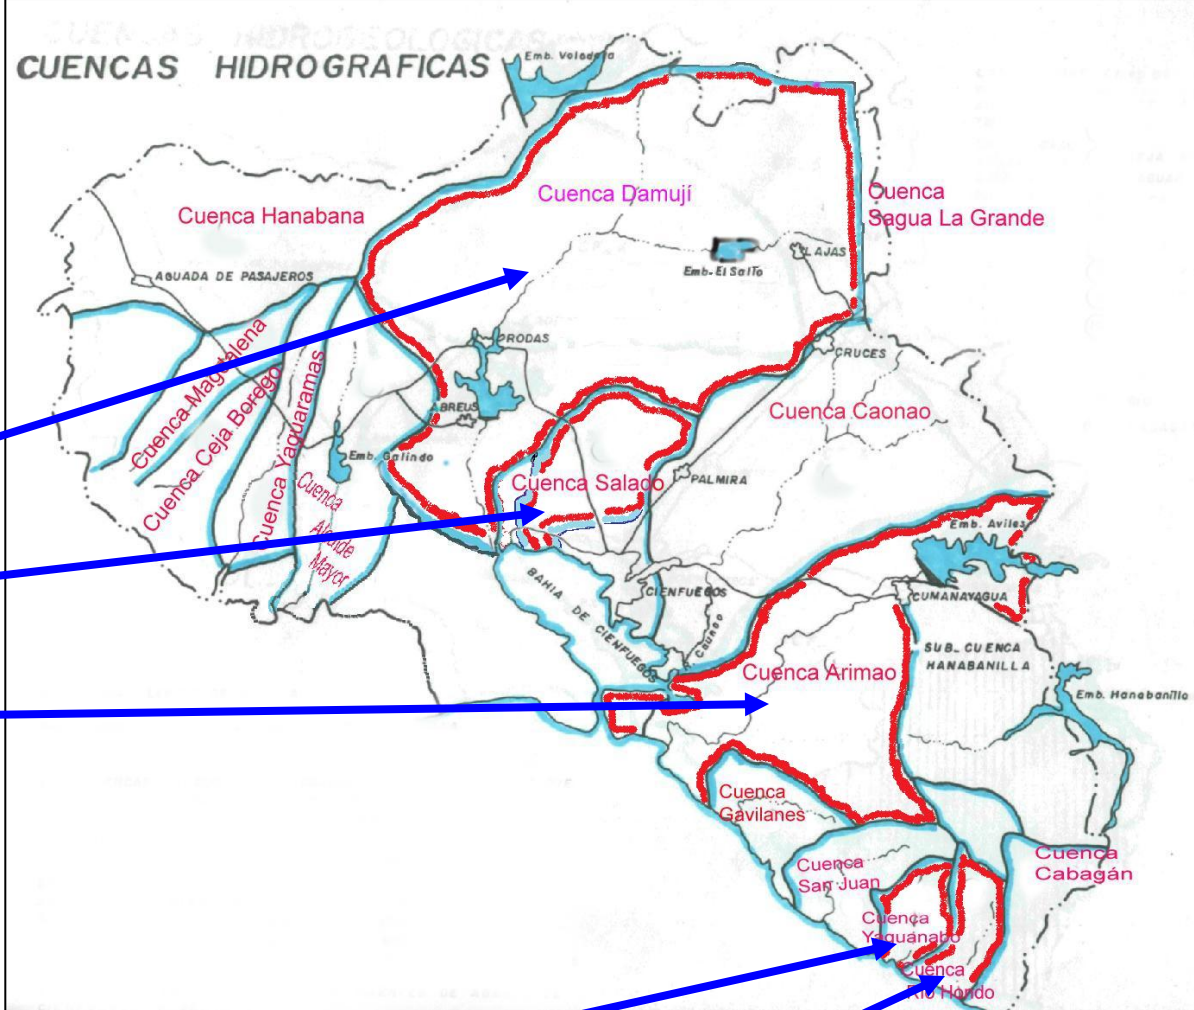 CUENCAS HIDROGRAFICAS
Emb. Voladora
Cuenca Damují
Cuenca
Sagua La Grande
Cuenca Hanabana
LAJAS
Emb. El Salto
AGUADA DE PASAJEROS
RODAS
CRUCES
Cuenca Magdalena
Cuenca Ceja Borego
Cuenca Yaguaramas
ABREUS
Cuenca Caonao
Emb. Galindo
Cuenca Salado
PALMIRA
Cuenca
Alcide
Mayor
Emb. Aviles
BAHIA DE CIENFUEGOS
CIENFUEGOS
CUMANAYAGUA
R. Caunao
SUB. CUENCA
HANABANILLA
Cuenca Arimao
Emb. Hanabanilla
Cuenca
Gavilanes
Cuenca
San Juan
Cuenca
Cabagán
Cuenca
Yaguanabo
Cuenca
Río Hondo